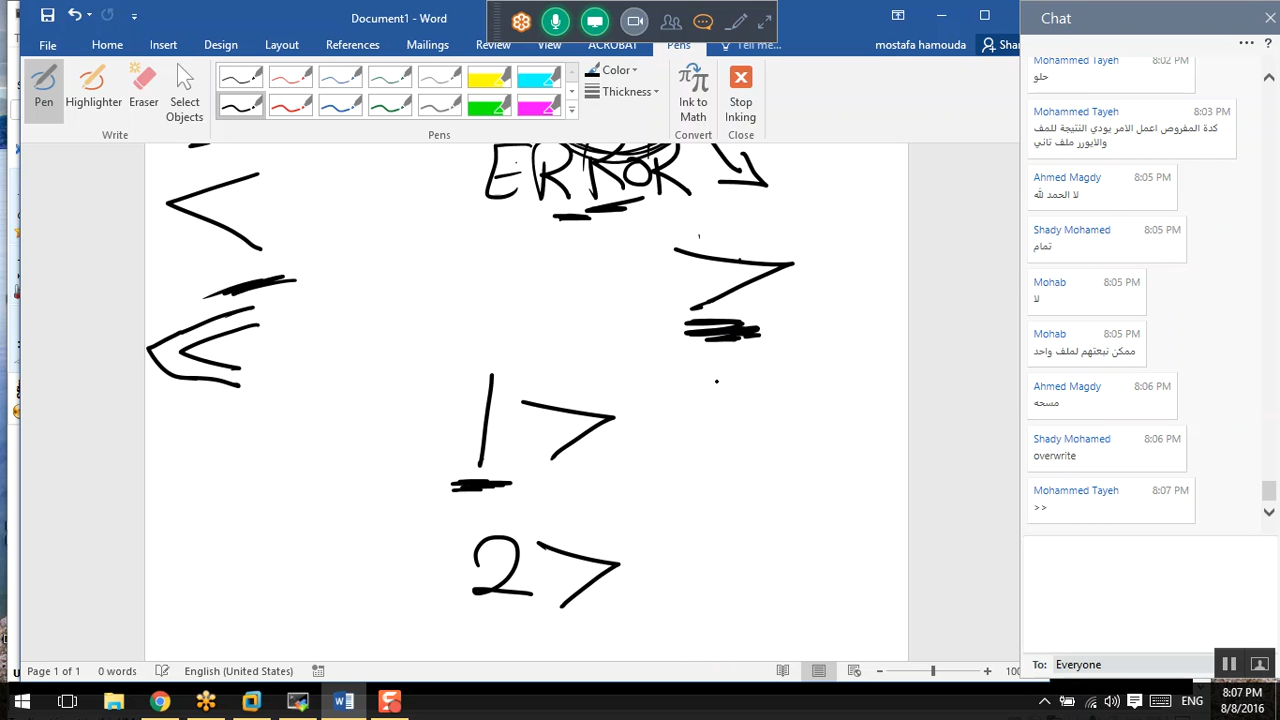 Document1 - Word
mostafa hamouda
Share
File
Home
Insert
Design
Layout
References
Mailings
Review
View
ACROBAT
Pens
Tell me...
Pen
Highlighter
Eraser
Select Objects
Color
Thickness
Ink to Math
Stop Inking
Write
Pens
Convert
Close
ERROR
<
>
<<
1 >
2 >
Chat
Mohammed Tayeh 8:02 PM
حلو
Mohammed Tayeh 8:03 PM
كدة المفروض اعمل الامر يودي النتيجة للمف
والايورر ملف تاني
Ahmed Magdy 8:05 PM
لا الحمد لله
Shady Mohamed 8:05 PM
تمام
Mohab 8:05 PM
لا
Mohab 8:05 PM
ممكن نبعتهم لملف واحد
Ahmed Magdy 8:06 PM
مسحه
Shady Mohamed 8:06 PM
overwrite
Mohammed Tayeh 8:07 PM
>>
To: Everyone
Page 1 of 1
0 words
English (United States)
ENG
8:07 PM
8/8/2016